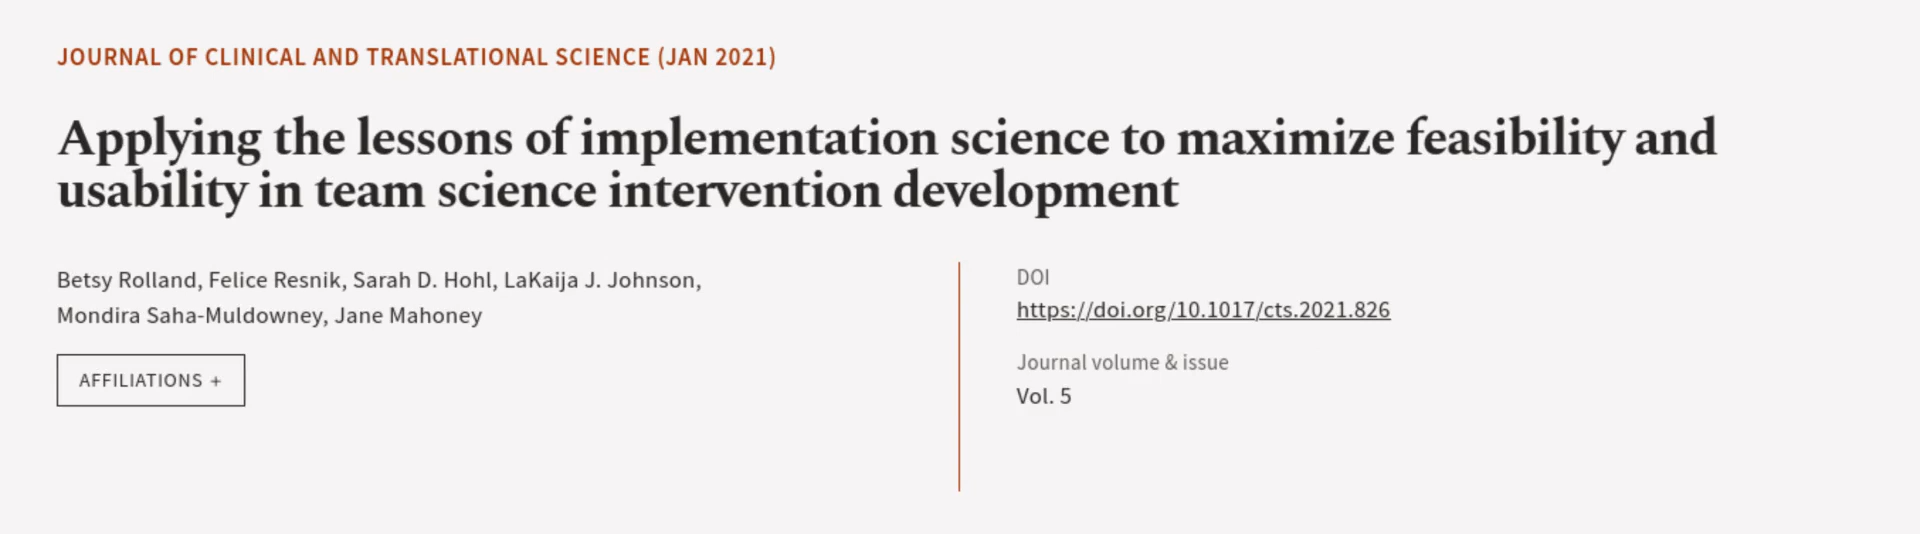 JOURNAL OF CLINICAL AND TRANSLATIONAL SCIENCE (JAN 2021)
Applying the lessons of implementation science to maximize feasibility and
usability in team science intervention development
Betsy Rolland, Felice Resnik, Sarah D. Hohl, LaKaija J. Johnson,
Mondira Saha-Muldowney, Jane Mahoney
AFFILIATIONS +
DOI
https://doi.org/10.1017/cts.2021.826
Journal volume & issue
Vol. 5